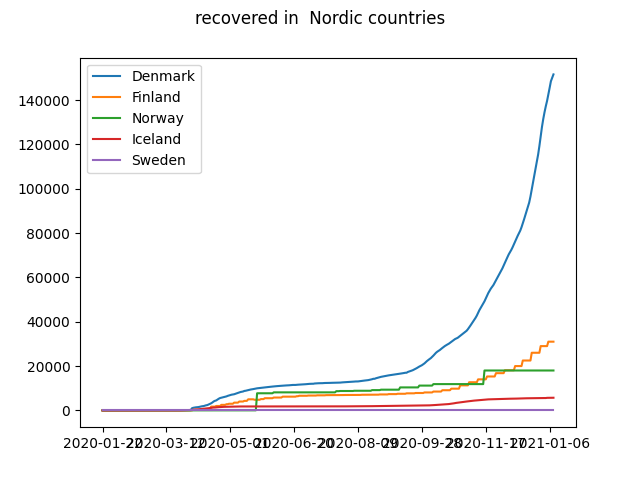 recovered in  Nordic countries
Denmark
Finland
Norway
Iceland
Sweden
140000
120000
100000
80000
60000
40000
20000
0
2020-01-22 2020-03-12 2020-05-01 2020-06-20 2020-08-09 2020-09-28 2020-11-17 2021-01-06